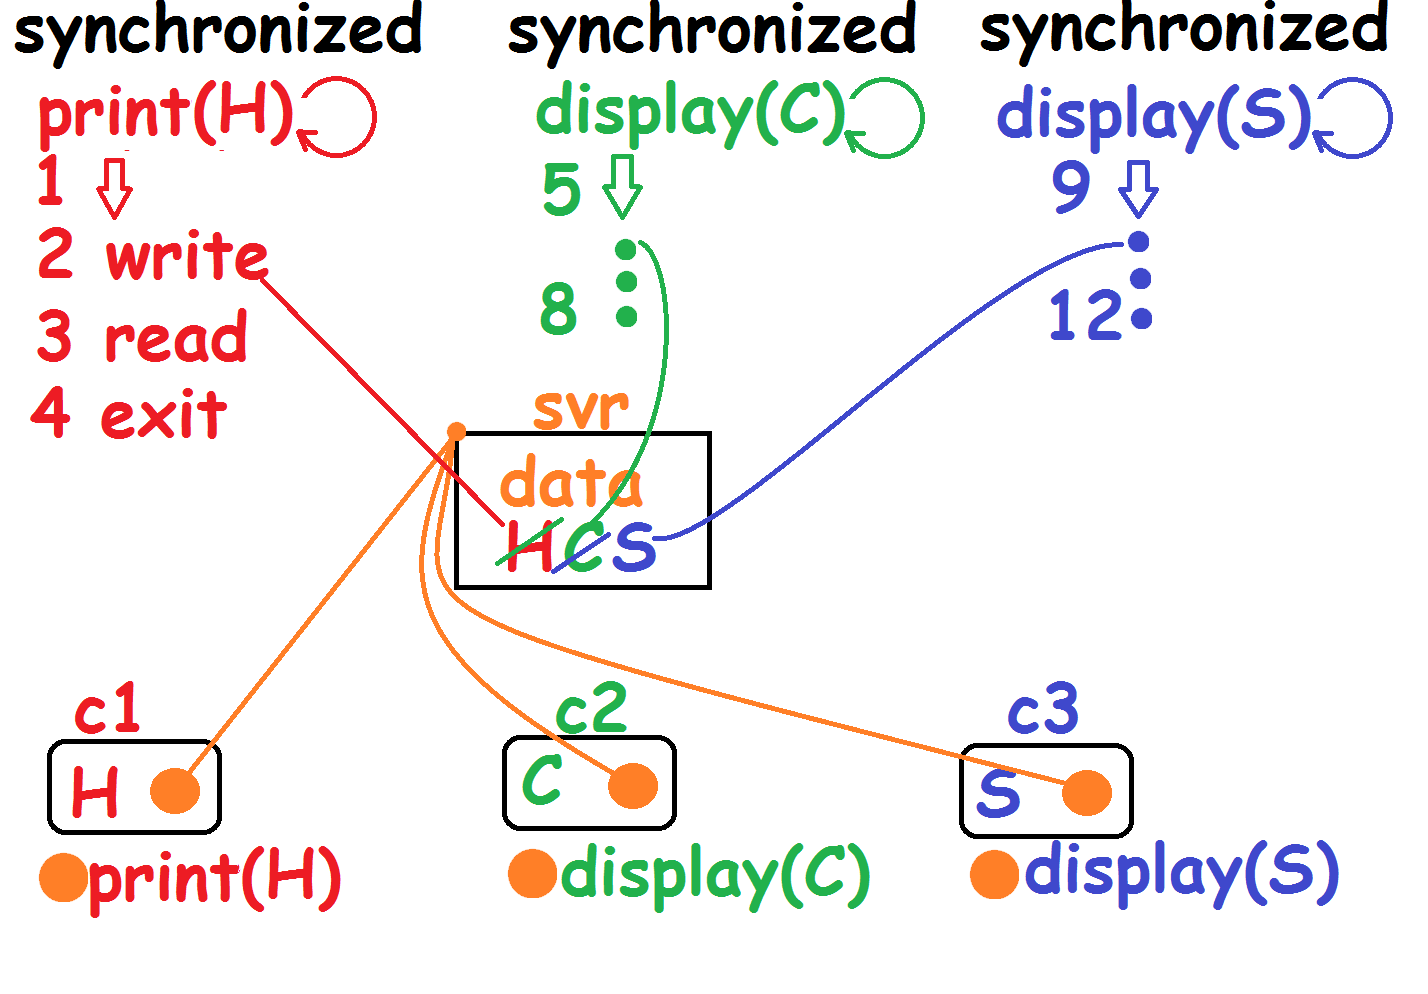 synchronized synchronized synchronized
print(H) display(C) display(S)
1 5 9
2 write
3 read 8 12
4 exit
svr
data
HCS
c1 c2 c3
H C S
print(H) display(C) display(S)